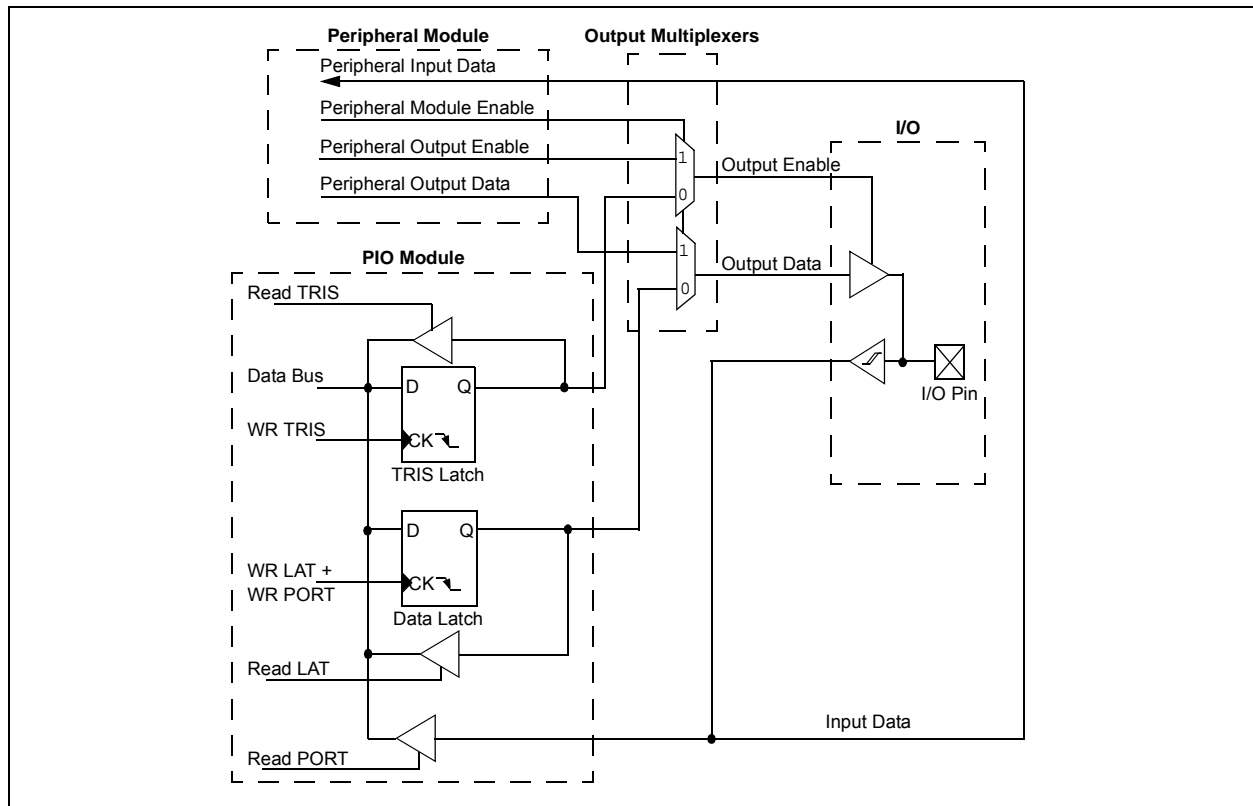 Peripheral Module
Output Multiplexers
Peripheral Input Data
Peripheral Module Enable
Peripheral Output Enable
Peripheral Output Data
1
0
1
0
Output Enable
Output Data
I/O
I/O Pin
PIO Module
Read TRIS
Data Bus
D
Q
WR TRIS
CK
TRIS Latch
D
Q
WR LAT +
WR PORT
CK
Data Latch
Read LAT
Read PORT
Input Data